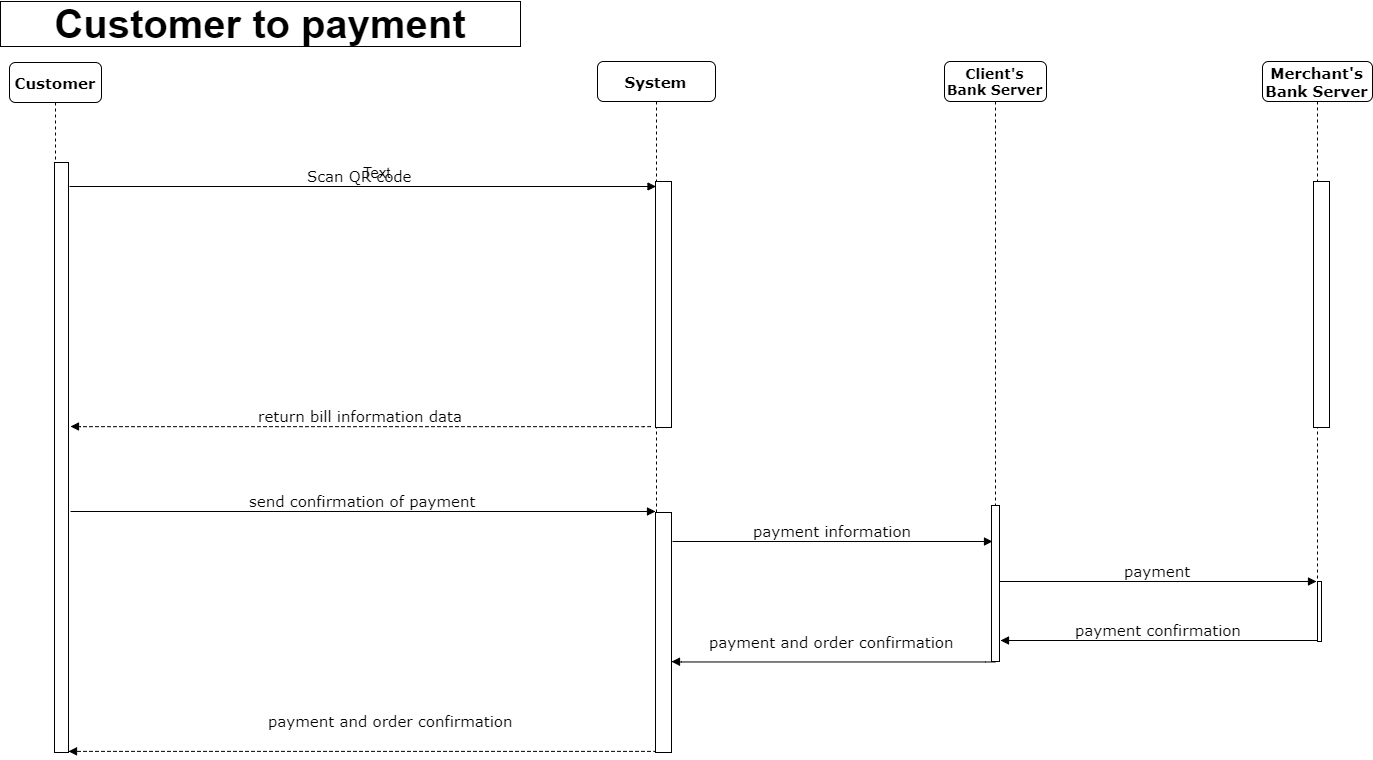 Customer to payment
Customer
System
Client's
Bank Server
Merchant's
Bank Server
Text
Scan QR code
return bill information data
send confirmation of payment
payment information
payment
payment confirmation
payment and order confirmation
payment and order confirmation